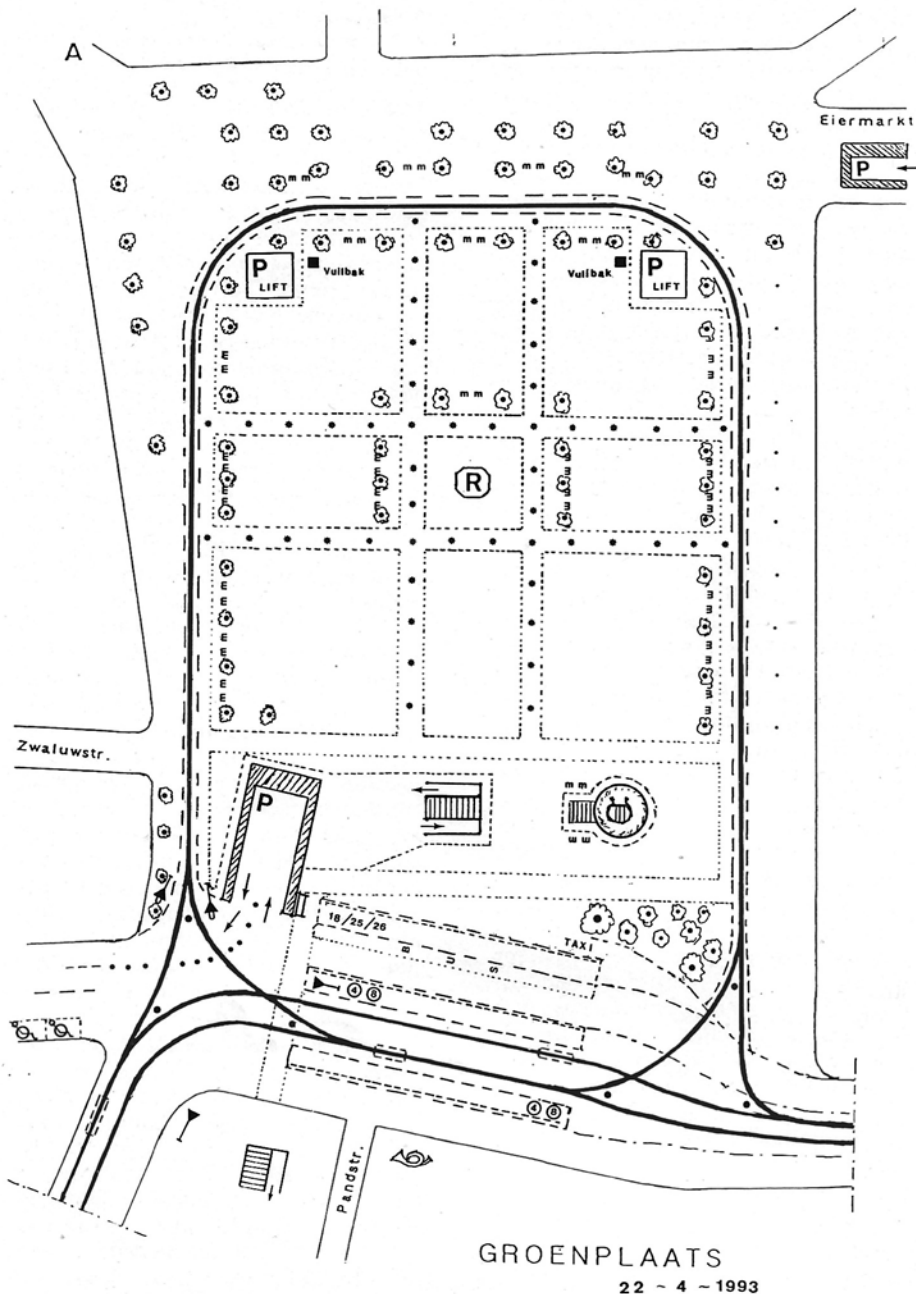 A
Eiermarkt
P
P
LIFT
Vuilbak
Vuilbak
P
LIFT
m m
m m
m m
m m
m m
m m
m m
m m
R
Zwaluwstr.
P
m m
18/25/26
TAXI
B U S
4 8
4 8
Pandstr.
GROENPLAATS
22 - 4 - 1993